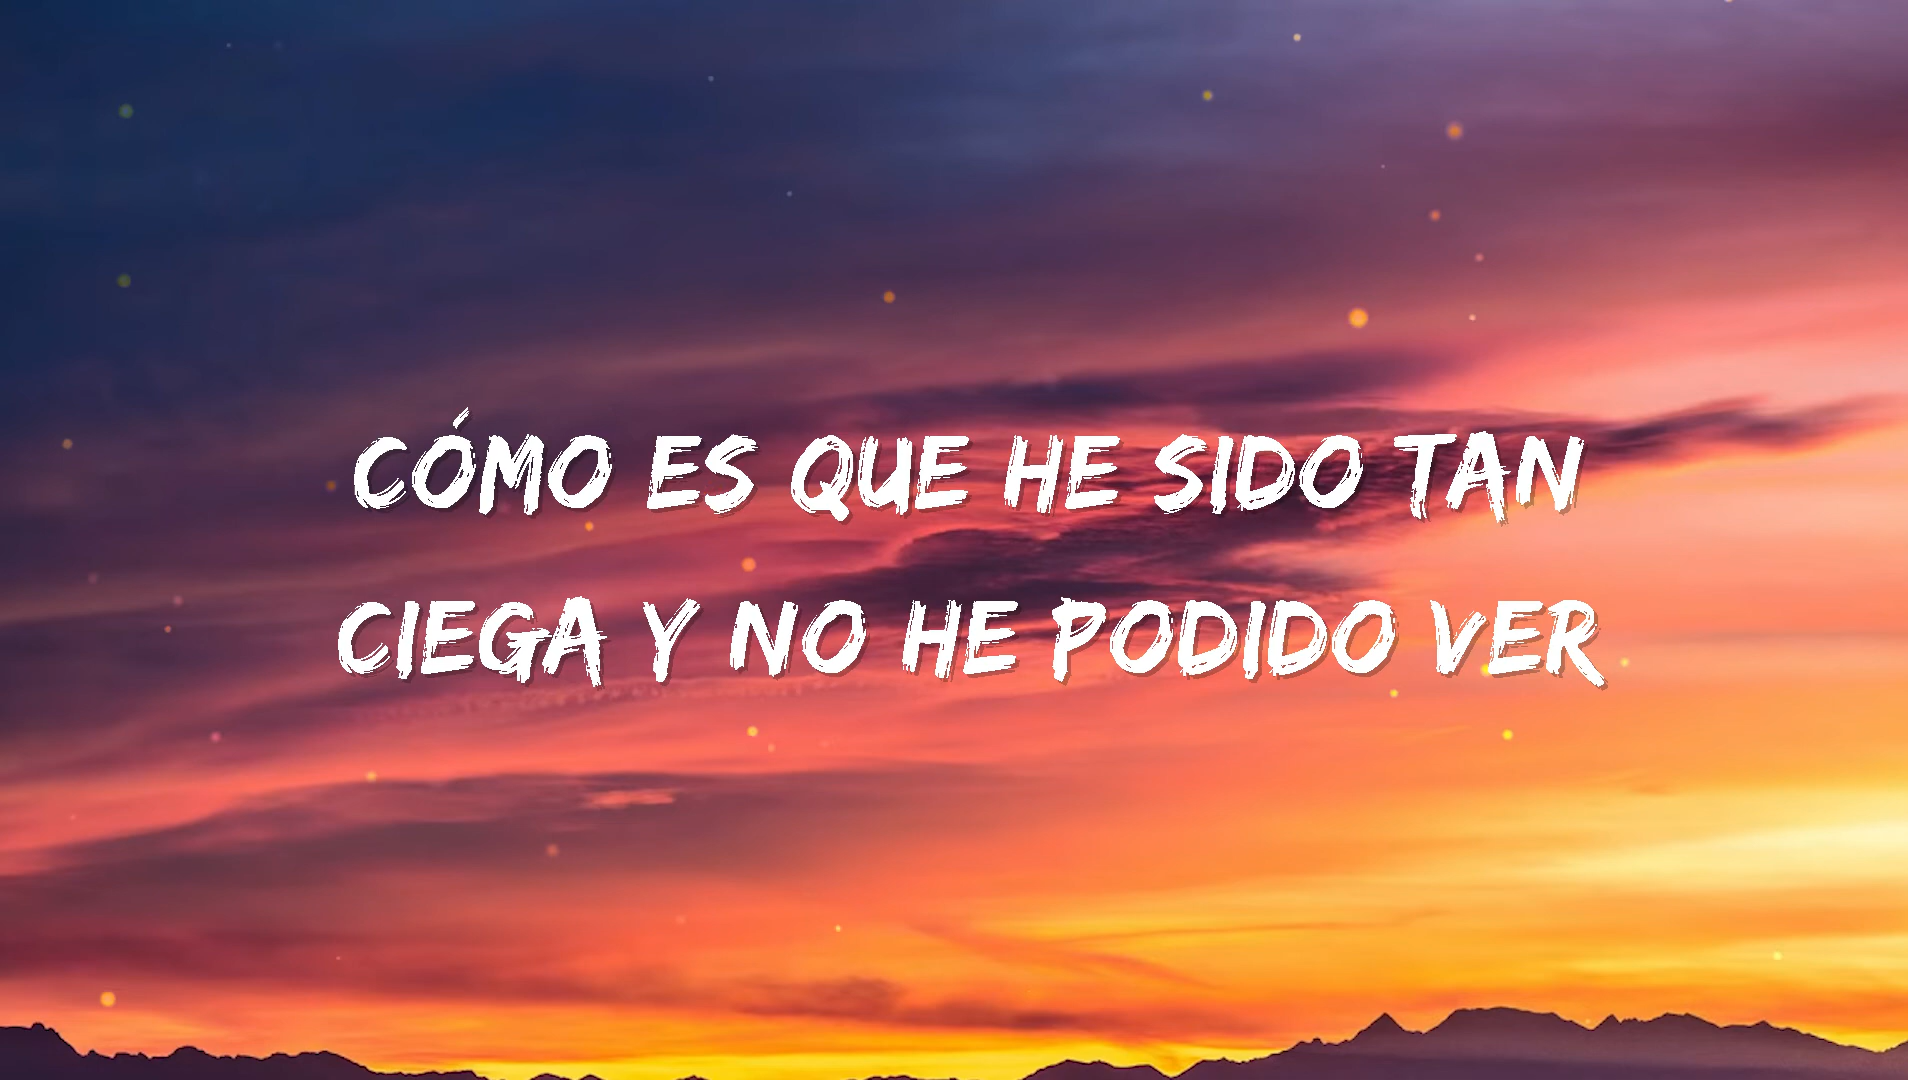 CÓMO ES QUE HE SIDO TAN
CIEGA Y NO HE PODIDO VER